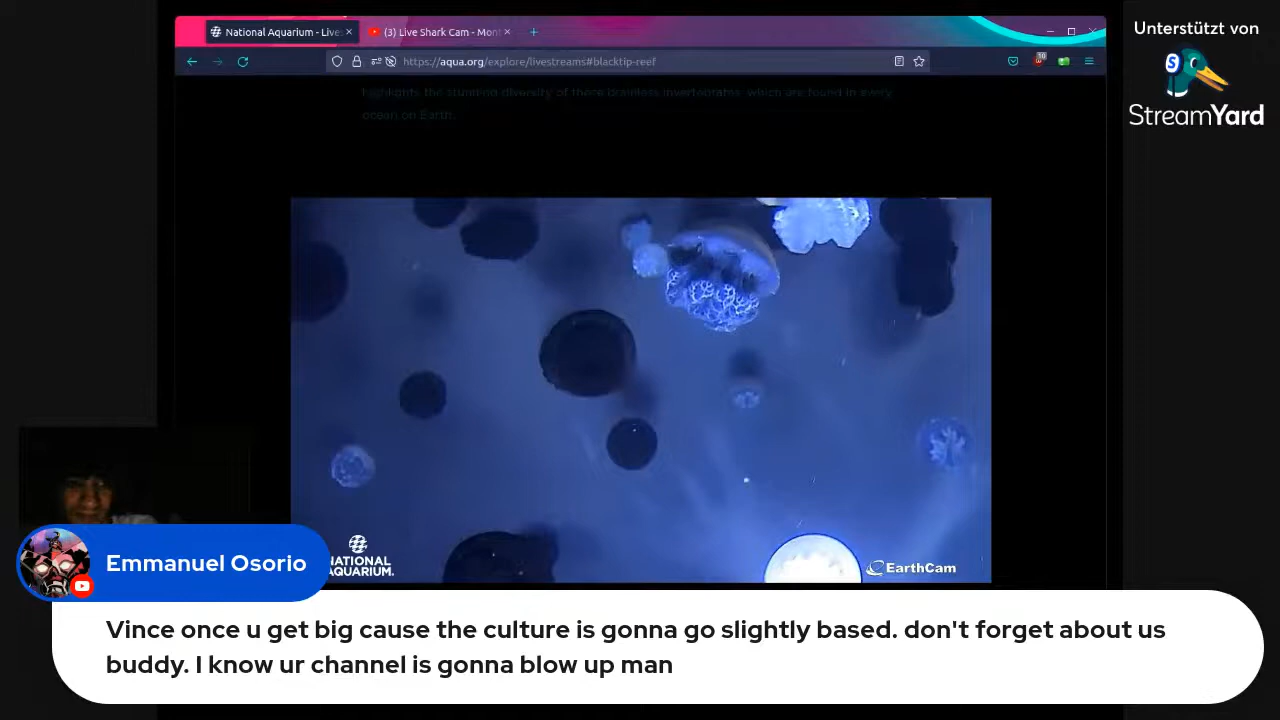 National Aquarium - Live
(3) Live Shark Cam - Mont
Unterstützt von
StreamYard
https://aqua.org/explore/livestreams#blacktip-reef
highlights the stunning diversity of these brainless invertebrates, which are found in every
ocean on Earth.
NATIONAL
AQUARIUM.
EarthCam
Emmanuel Osorio
Vince once u get big cause the culture is gonna go slightly based. don't forget about us
buddy. I know ur channel is gonna blow up man